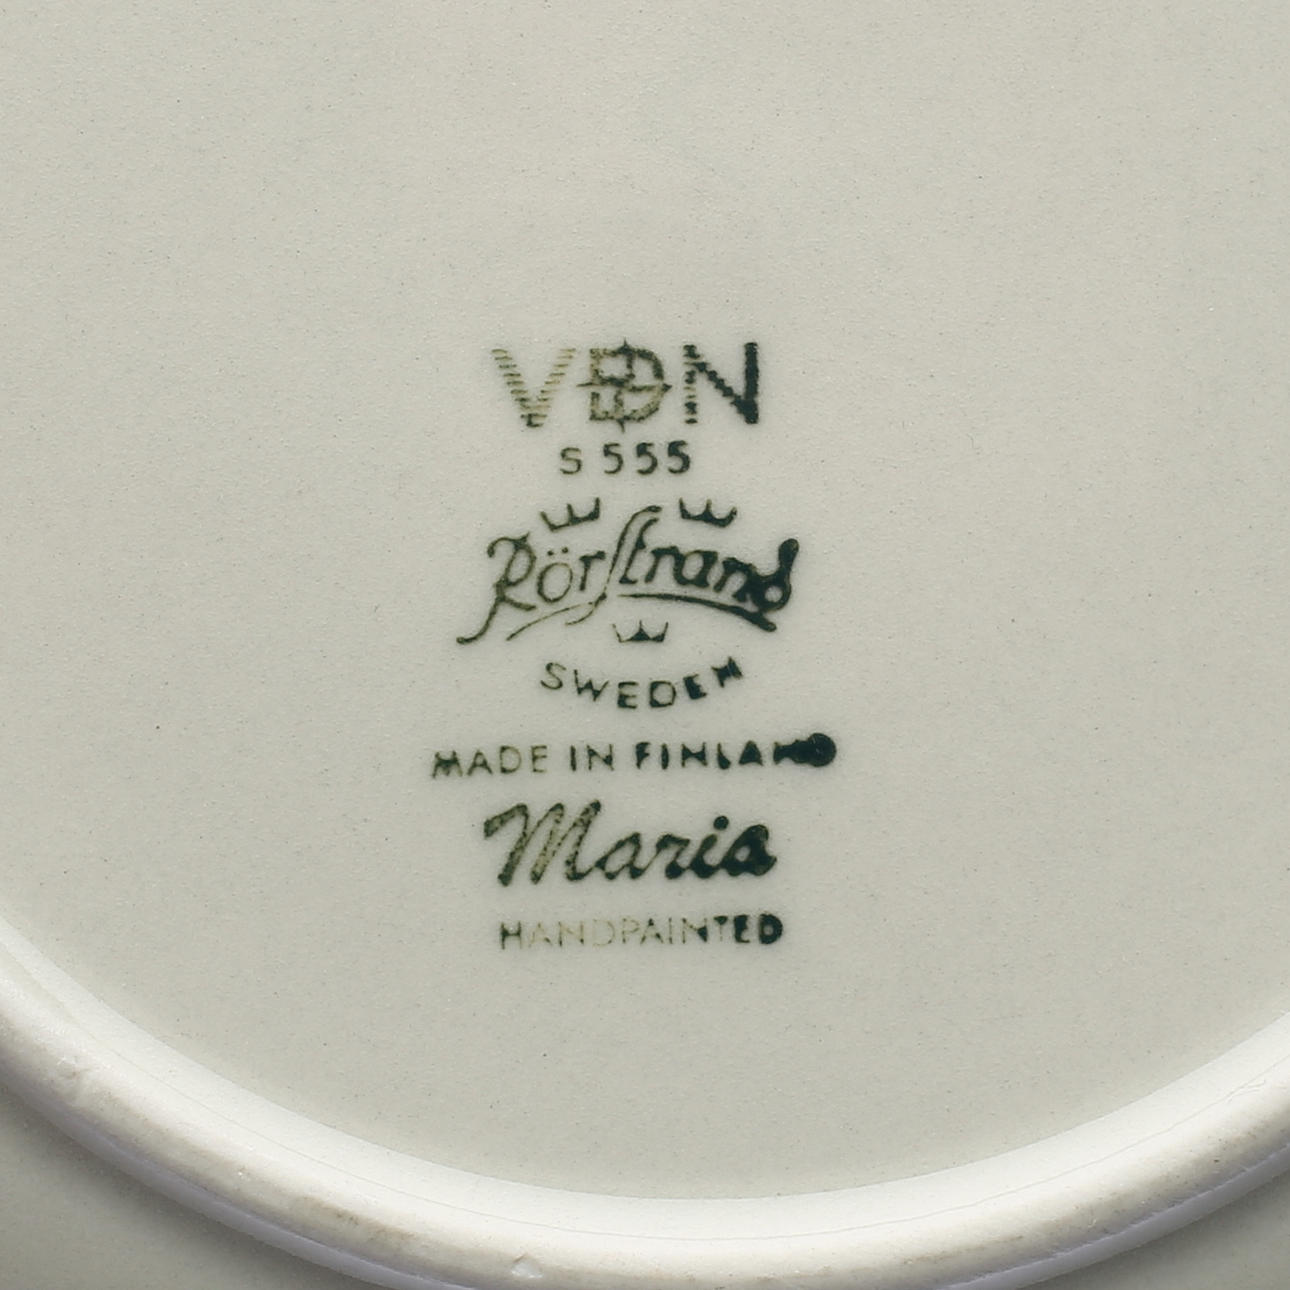 VDN
S 555
Rörstrand
SWEDEN
MADE IN FINLAND
Maria
HANDPAINTED